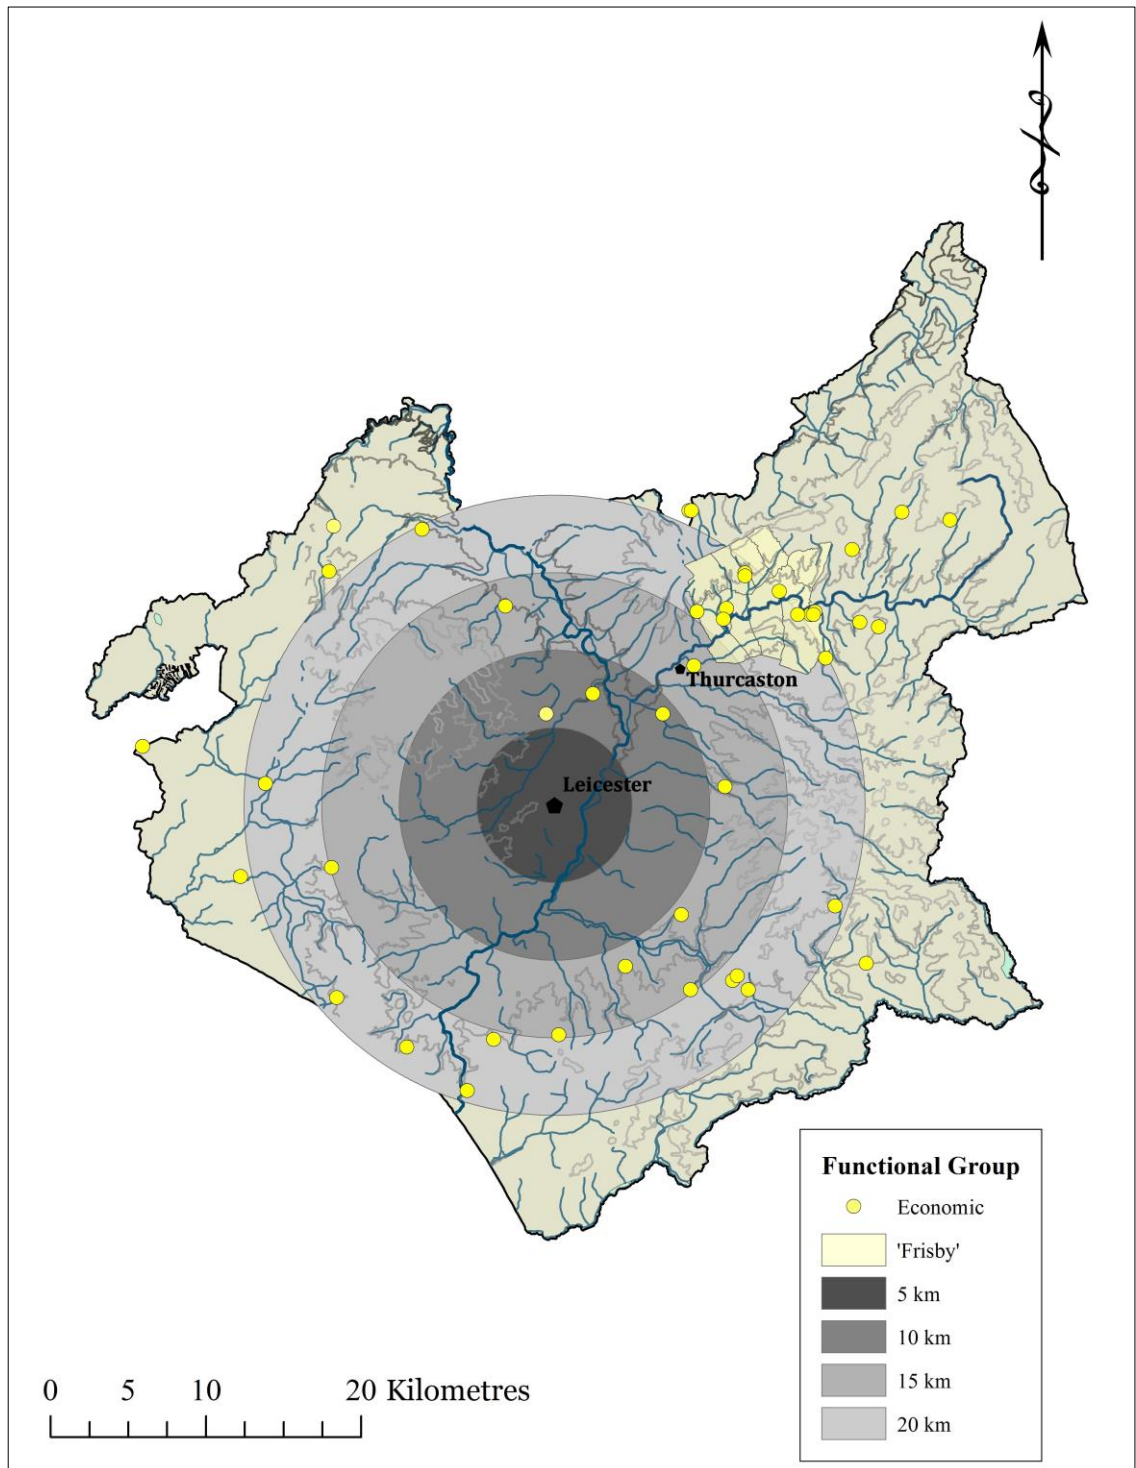 Thurcaston
Leicester
Functional Group
Economic
'Frisby'
5 km
10 km
15 km
20 km
0 5 10 20 Kilometres